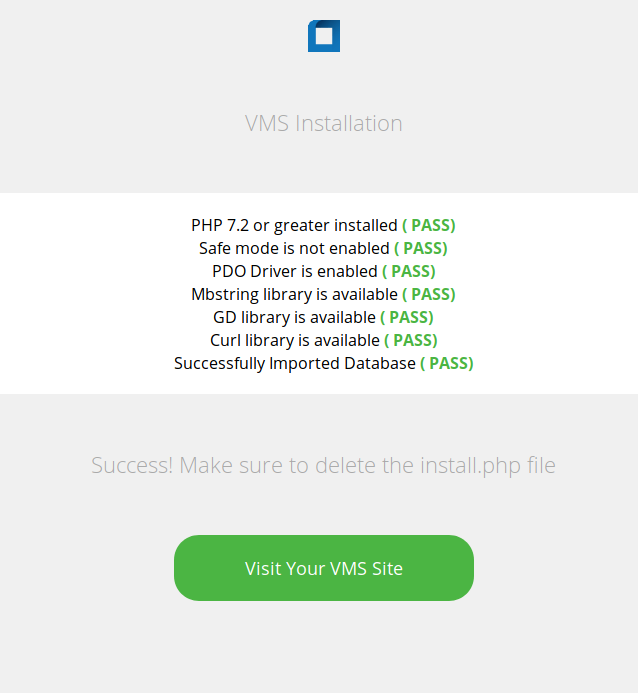 VMS Installation
PHP 7.2 or greater installed ( PASS)
Safe mode is not enabled ( PASS)
PDO Driver is enabled ( PASS)
Mbstring library is available ( PASS)
GD library is available ( PASS)
Curl library is available ( PASS)
Successfully Imported Database ( PASS)
Success! Make sure to delete the install.php file
Visit Your VMS Site